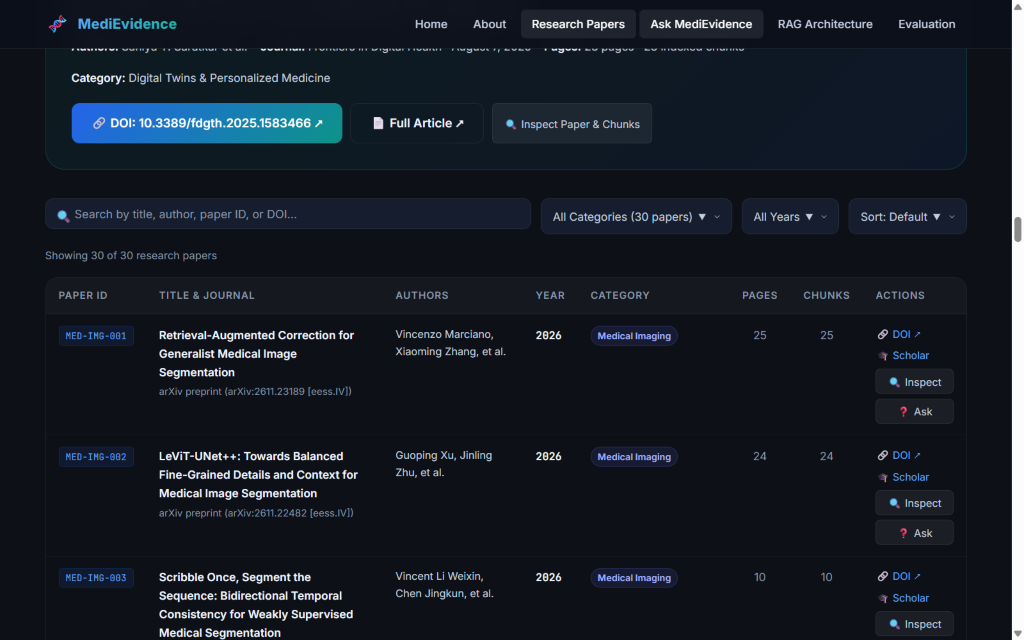 MediEvidence
Home About Research Papers Ask MediEvidence RAG Architecture Evaluation
Category: Digital Twins & Personalized Medicine
DOI: 10.3389/fdgth.2025.1583466 ↗ Full Article ↗ Inspect Paper & Chunks
Search by title, author, paper ID, or DOI... All Categories (30 papers) ▼ All Years ▼ Sort: Default ▼
Showing 30 of 30 research papers
PAPER ID TITLE & JOURNAL AUTHORS YEAR CATEGORY PAGES CHUNKS ACTIONS
MED-IMG-001 Retrieval-Augmented Correction for Vincenzo Marciano, 2026 Medical Imaging 25 25 DOI ↗
Generalist Medical Image Xiaoming Zhang, et al. Scholar
Segmentation
arXiv preprint (arXiv:2611.23189 [eess.IV]) Inspect
Ask
MED-IMG-002 LeViT-UNet++: Towards Balanced Guoping Xu, Jinling 2026 Medical Imaging 24 24 DOI ↗
Fine-Grained Details and Context for Zhu, et al. Scholar
Medical Image Segmentation
arXiv preprint (arXiv:2611.22482 [eess.IV]) Inspect
Ask
MED-IMG-003 Scribble Once, Segment the Vincent Li Weixin, 2026 Medical Imaging 10 10 DOI ↗
Sequence: Bidirectional Temporal Chen Jingkun, et al. Scholar
Consistency for Weakly Supervised Inspect
Medical Segmentation